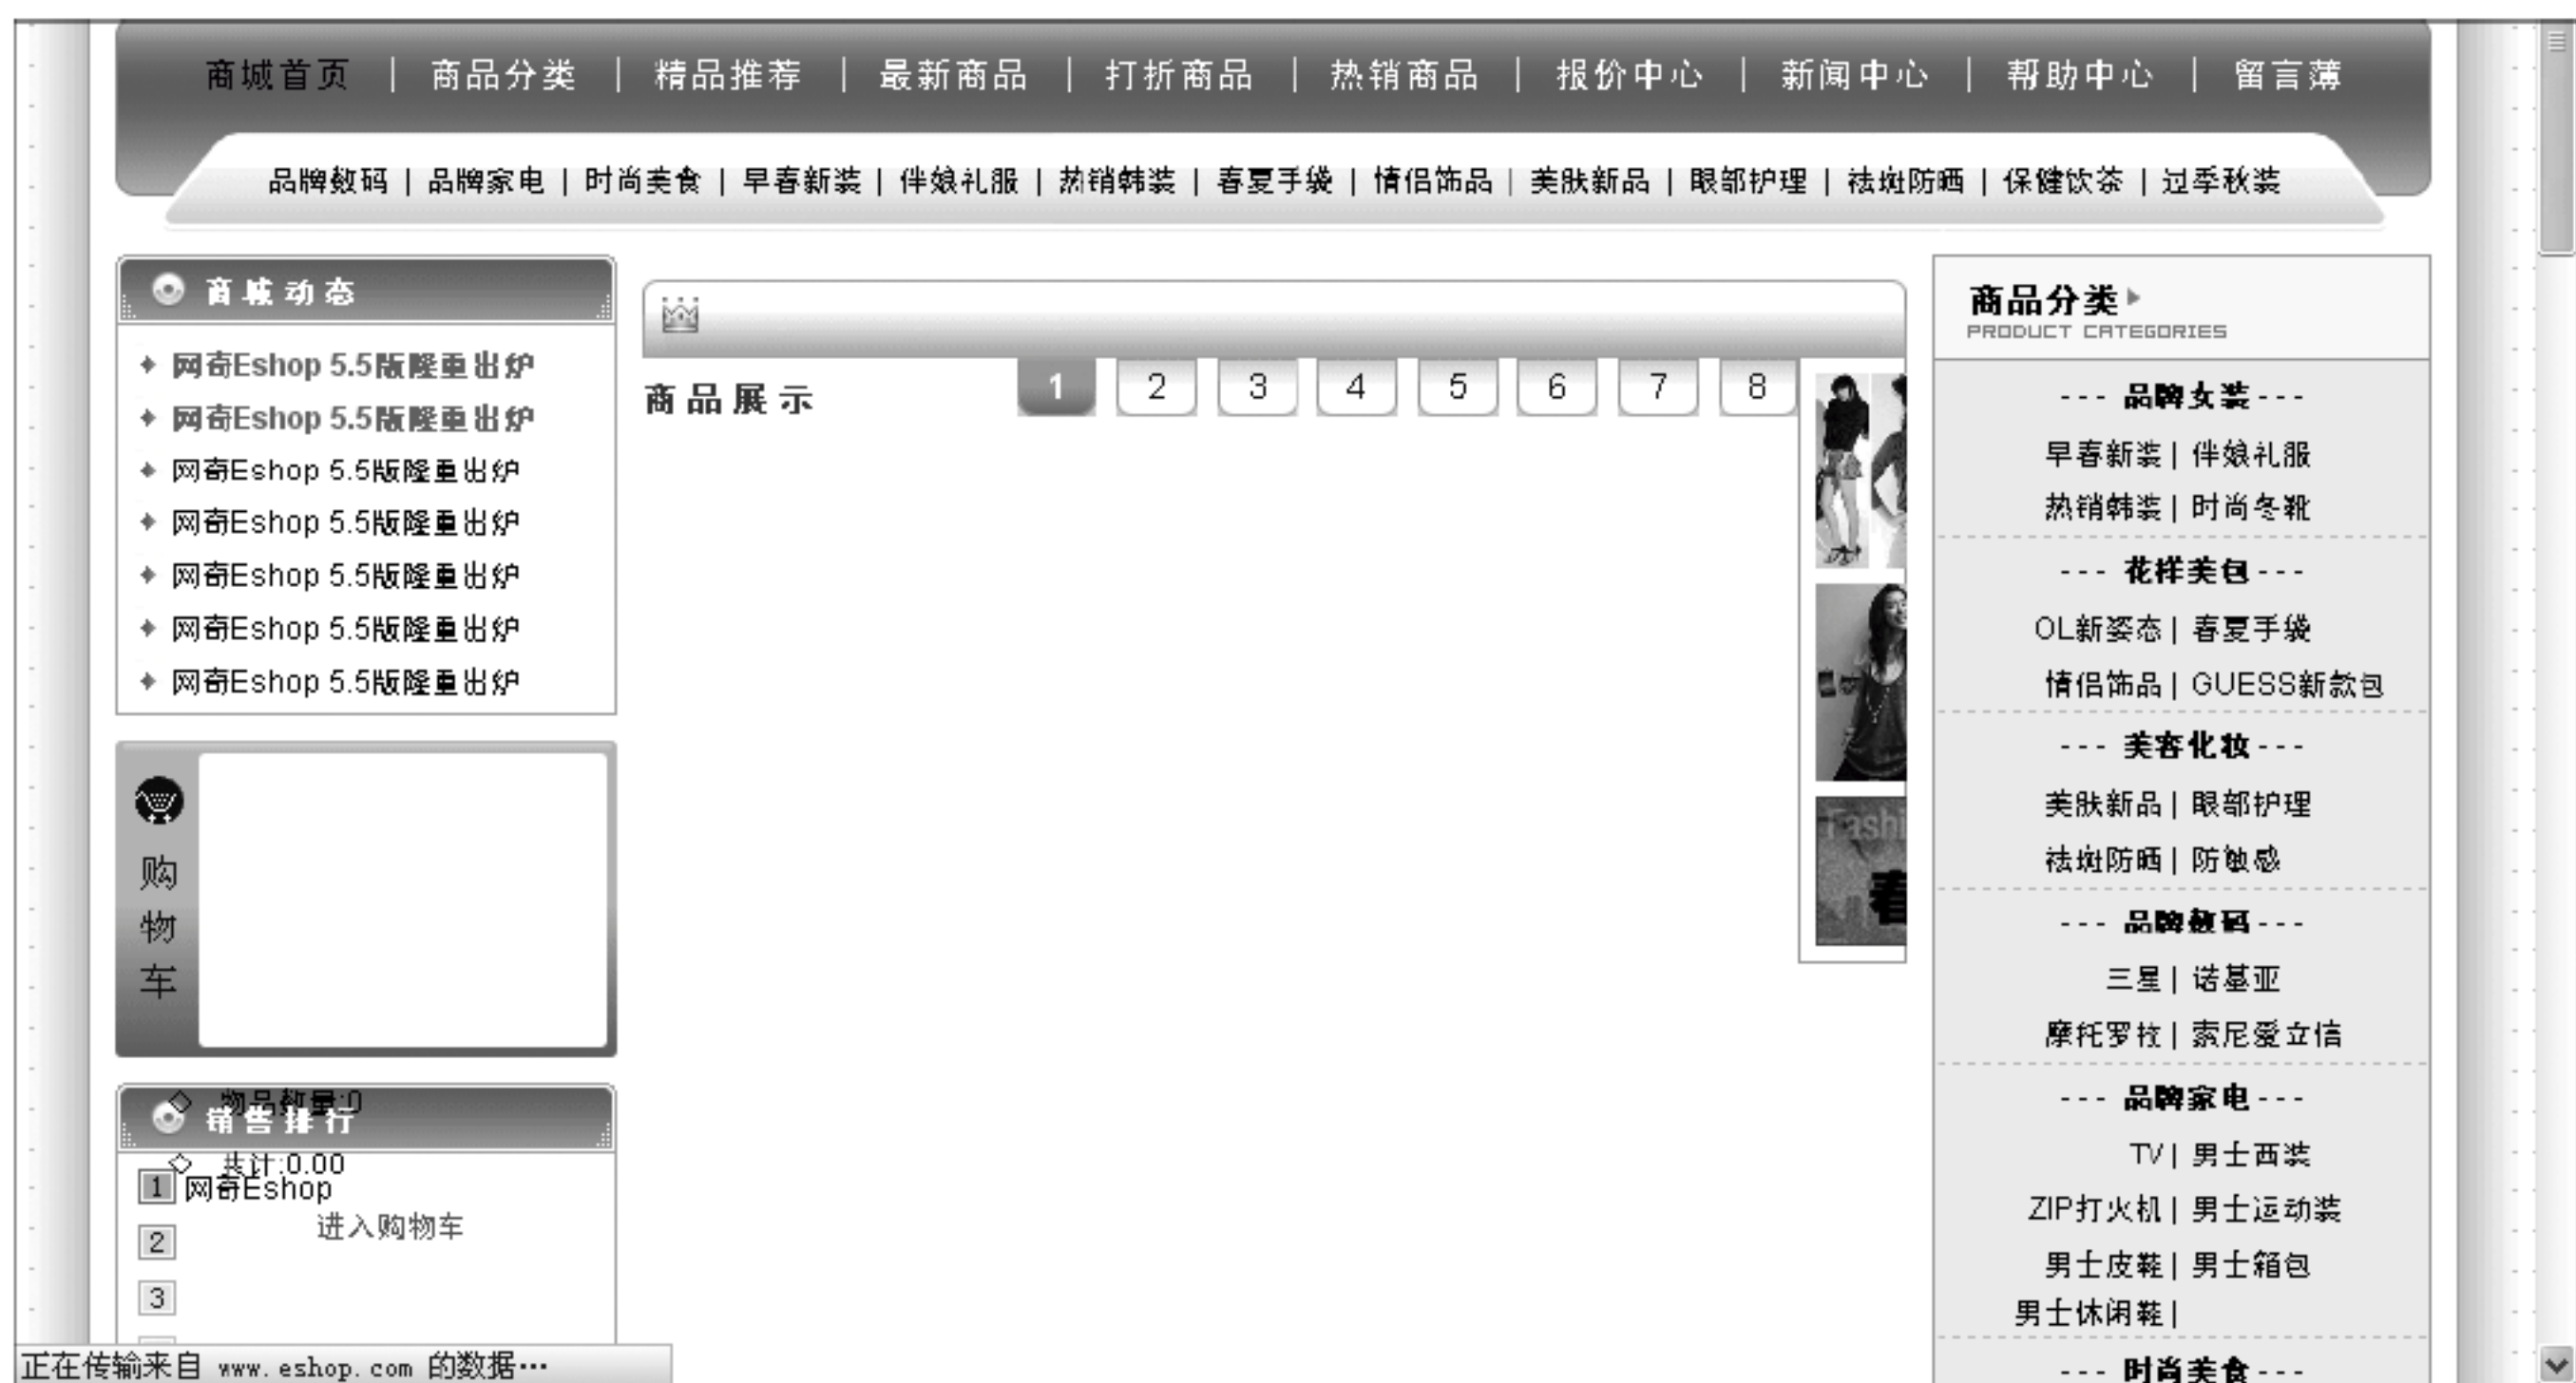 商城首页 | 商品分类 | 精品推荐 | 最新商品 | 打折商品 | 热销商品 | 报价中心 | 新闻中心 | 帮助中心 | 留言薄
品牌数码 | 品牌家电 | 时尚美食 | 早春新装 | 伴娘礼服 | 热销韩装 | 春夏手袋 | 情侣饰品 | 美肤新品 | 眼部护理 | 祛斑防晒 | 保健饮茶 | 过季秋装
商城动态
网奇Eshop 5.5版隆重出炉
网奇Eshop 5.5版隆重出炉
网奇Eshop 5.5版隆重出炉
网奇Eshop 5.5版隆重出炉
网奇Eshop 5.5版隆重出炉
网奇Eshop 5.5版隆重出炉
网奇Eshop 5.5版隆重出炉
购
物
车
物品数量:0
销售排行
共计:0.00
1 网奇Eshop
进入购物车
2
3
正在传输来自 www.eshop.com 的数据…
商品展示
1 2 3 4 5 6 7 8
Fashi
春
商品分类
PRODUCT CATEGORIES
--- 品牌女装---
早春新装| 伴娘礼服
热销韩装| 时尚冬靴
--- 花样美包---
OL新姿态| 春夏手袋
情侣饰品| GUESS新款包
--- 美容化妆---
美肤新品| 眼部护理
祛斑防晒| 防敏感
--- 品牌数码---
三星| 诺基亚
摩托罗拉| 索尼爱立信
--- 品牌家电---
TV| 男士西装
ZIP打火机| 男士运动装
男士皮鞋| 男士箱包
男士休闲鞋|
--- 时尚美食---